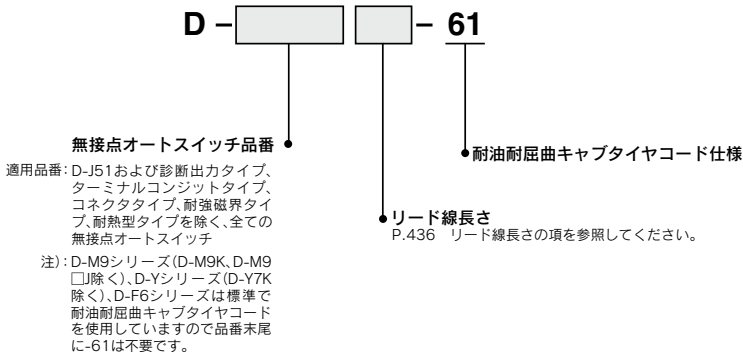 D – – 61
無接点オートスイッチ品番
適用品番：D-J51および診断出力タイプ、
ターミナルコンジットタイプ、
コネクタタイプ、耐強磁界タイ
プ、耐熱型タイプを除く、全ての
無接点オートスイッチ
注）：D-M9シリーズ（D-M9K、D-M9
□J除く）、D-Yシリーズ（D-Y7K
除く）、D-F6シリーズは標準で
耐油耐屈曲キャブタイヤコード
を使用していますので品番末尾
に-61は不要です。
リード線長さ
P.436　リード線長さの項を参照してください。
耐油耐屈曲キャブタイヤコード仕様